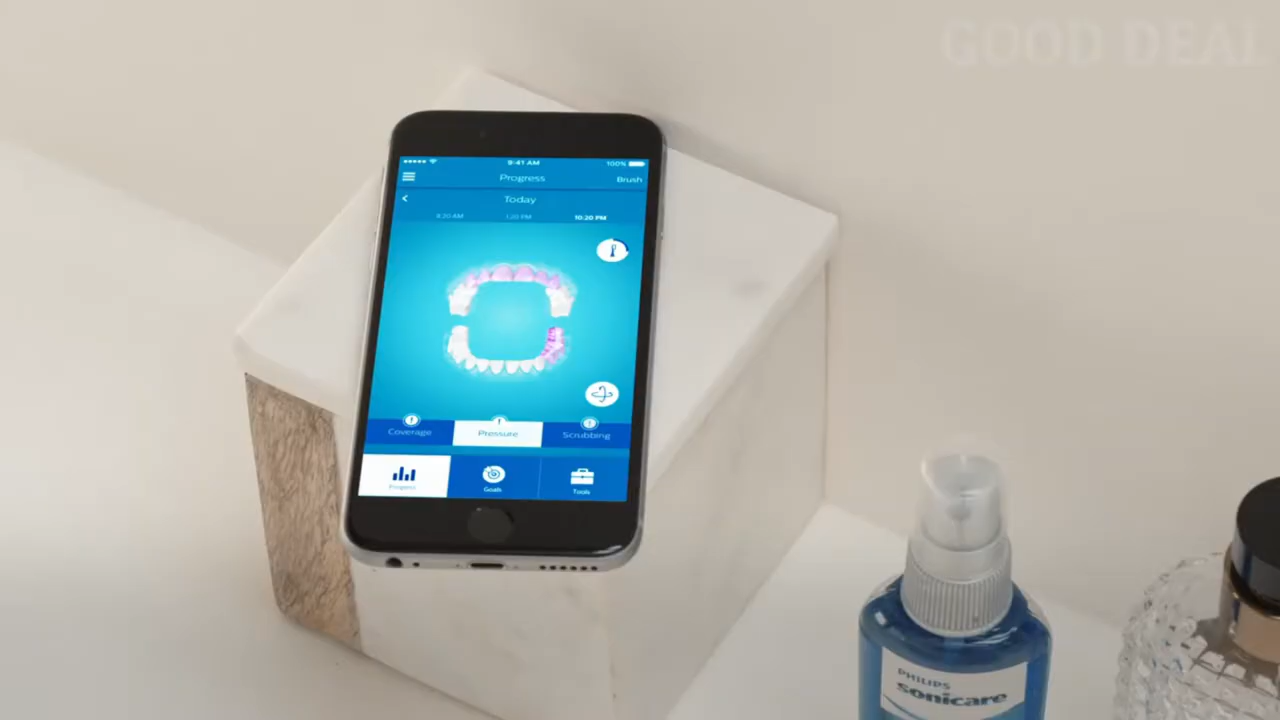 GOOD DEAL
9:41 AM
100%
Progress
Brush
Today
8:20 AM
1:20 PM
10:20 PM
Coverage
Pressure
Scrubbing
Progress
Goals
Tools
PHILIPS
sonicare